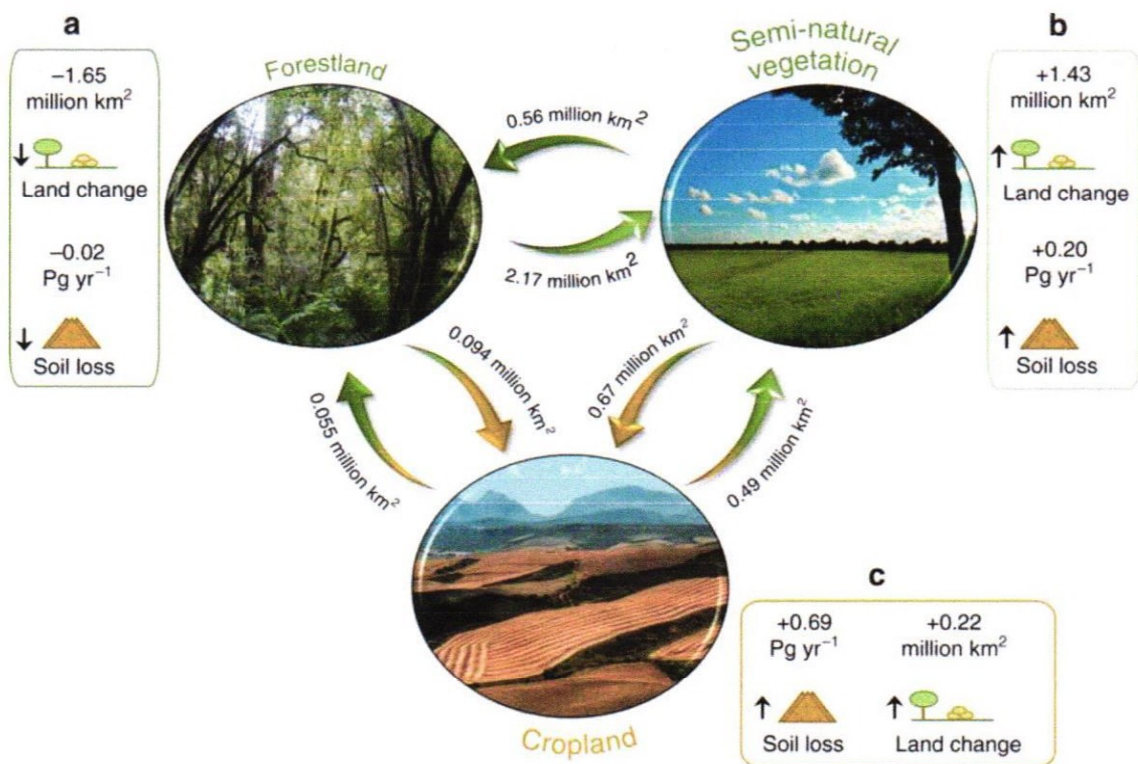 a
−1.65
million km²
Land change
−0.02
Pg yr⁻¹
Soil loss
Forestland
Semi-natural
vegetation
0.56 million km²
2.17 million km²
0.094 million km²
0.055 million km²
0.67 million km²
0.49 million km²
b
+1.43
million km²
Land change
+0.20
Pg yr⁻¹
Soil loss
Cropland
c
+0.69
Pg yr⁻¹
Soil loss
+0.22
million km²
Land change